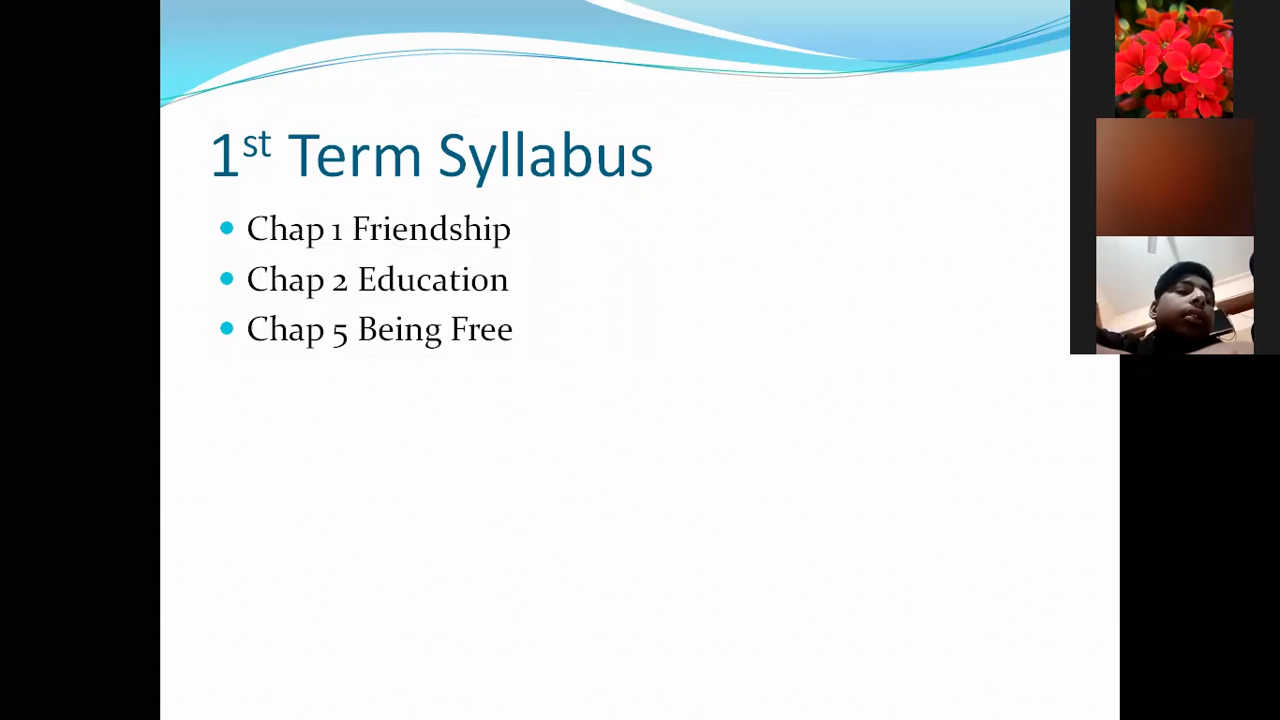 1st Term Syllabus
Chap 1 Friendship
Chap 2 Education
Chap 5 Being Free